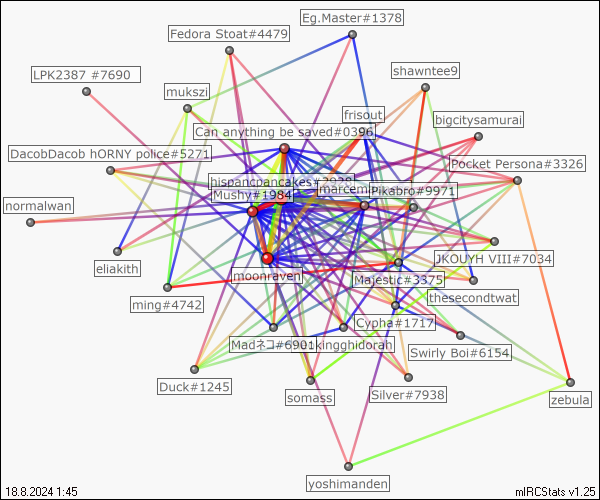 Eg.Master#1378
Fedora Stoat#4479
LPK2387 #7690
shawntee9
mukszi
frisout
bigcitysamurai
Can anything be saved#0396
DacobDacob hORNY police#5271
Pocket Persona#3326
hispancpancakes#
marcem
Pikabro#9971
Mushy#1984
normalwan
eliakith
moonraven
JKOUYH VIII#7034
Majestic#3375
ming#4742
thesecondtwat
Cypha#1717
Madネコ#6901
kingghidorah
Swirly Boi#6154
Duck#1245
somass
Silver#7938
zebula
yoshimanden
18.8.2024 1:45
mIRCStats v1.25